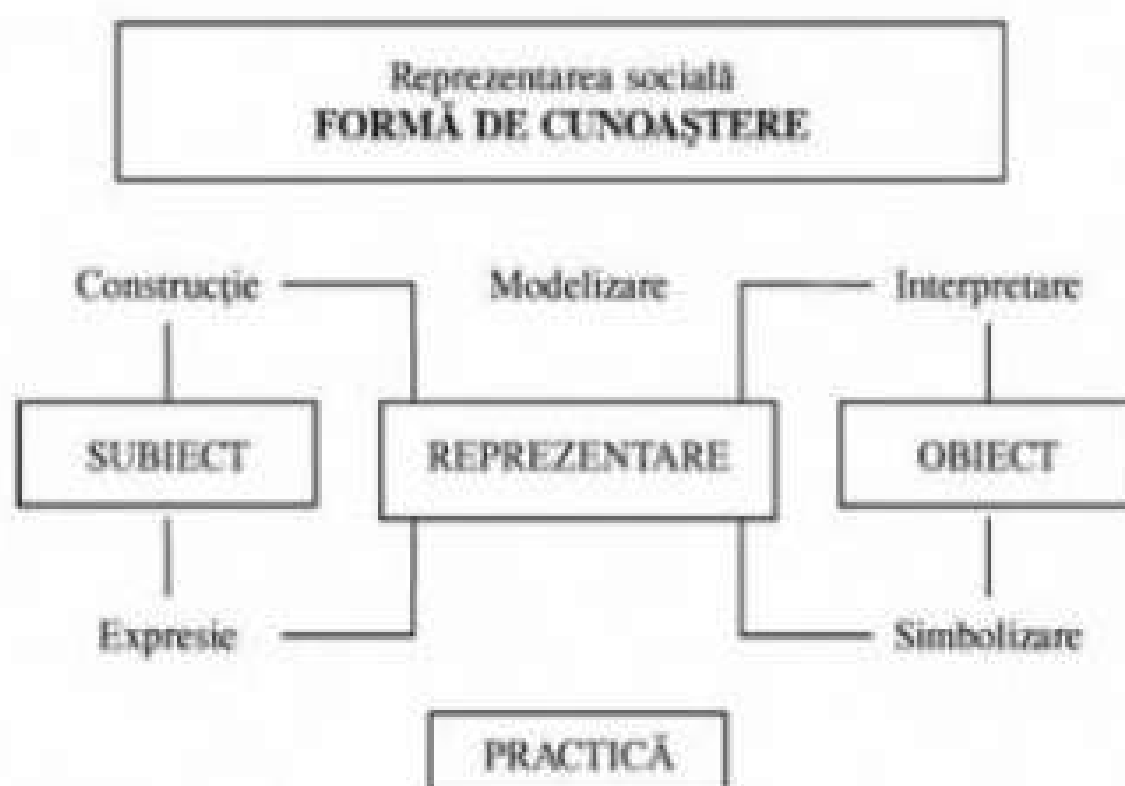 Reprezentarea socială
FORMĂ DE CUNOAŞTERE
Construcţie Modelizare Interpretare
SUBIECT REPREZENTARE OBIECT
Expresie Simbolizare
PRACTICĂ